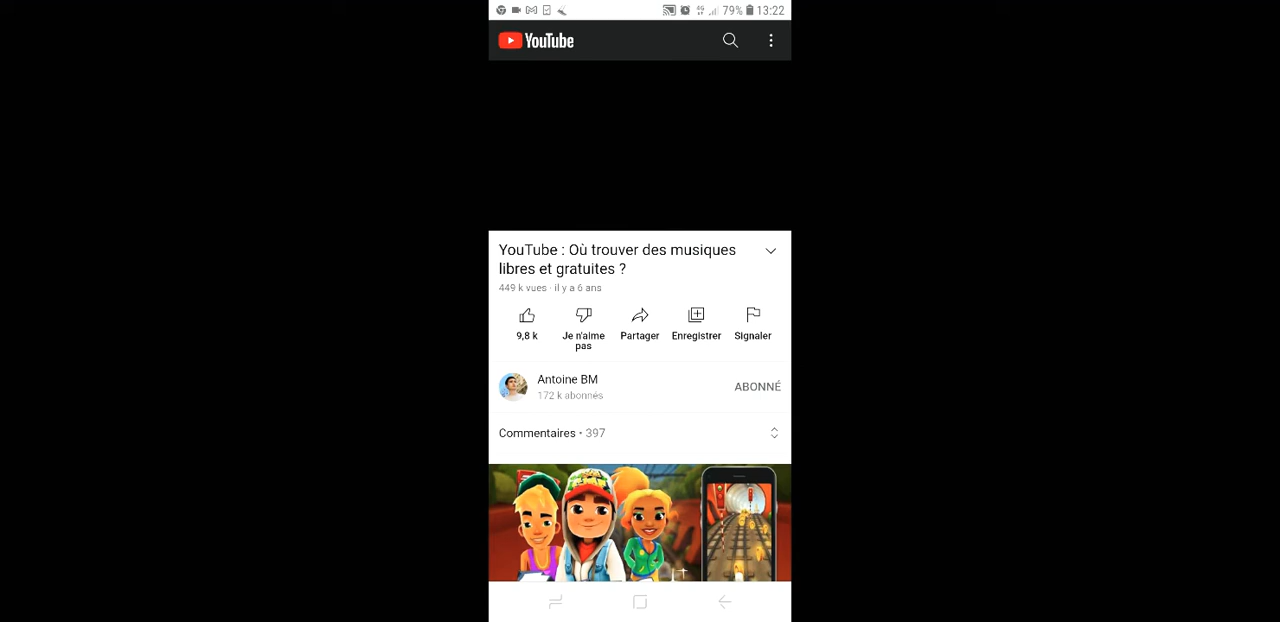 79% 13:22
YouTube
YouTube : Où trouver des musiques
libres et gratuites ?
449 k vues · il y a 6 ans
9,8 k
Je n'aime
pas
Partager
Enregistrer
Signaler
Antoine BM
172 k abonnés
ABONNÉ
Commentaires • 397